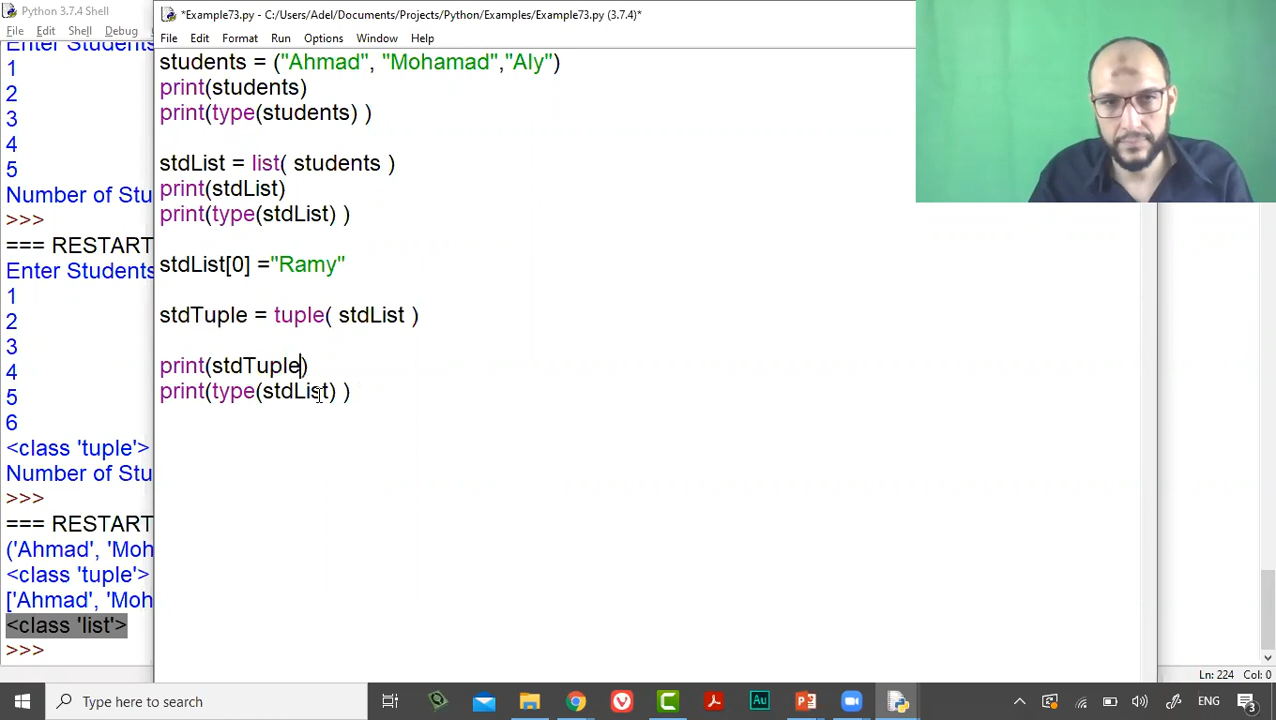 Python 3.7.4 Shell
File Edit Shell Debug
Enter Students
1
2
3
4
5
Number of Stu
>>>
=== RESTART
Enter Students
1
2
3
4
5
6
<class 'tuple'>
Number of Stu
>>>
=== RESTART
('Ahmad', 'Moh
<class 'tuple'>
['Ahmad', 'Moh
<class 'list'>
>>>
*Example73.py - C:/Users/Adel/Documents/Projects/Python/Examples/Example73.py (3.7.4)*
File Edit Format Run Options Window Help
students = ("Ahmad", "Mohamad","Aly")
print(students)
print(type(students) )
stdList = list( students )
print(stdList)
print(type(stdList) )
stdList[0] ="Ramy"
stdTuple = tuple( stdList )
print(stdTuple)
print(type(stdList) )
Ln: 224 Col: 0
Type here to search
Au
ENG
3